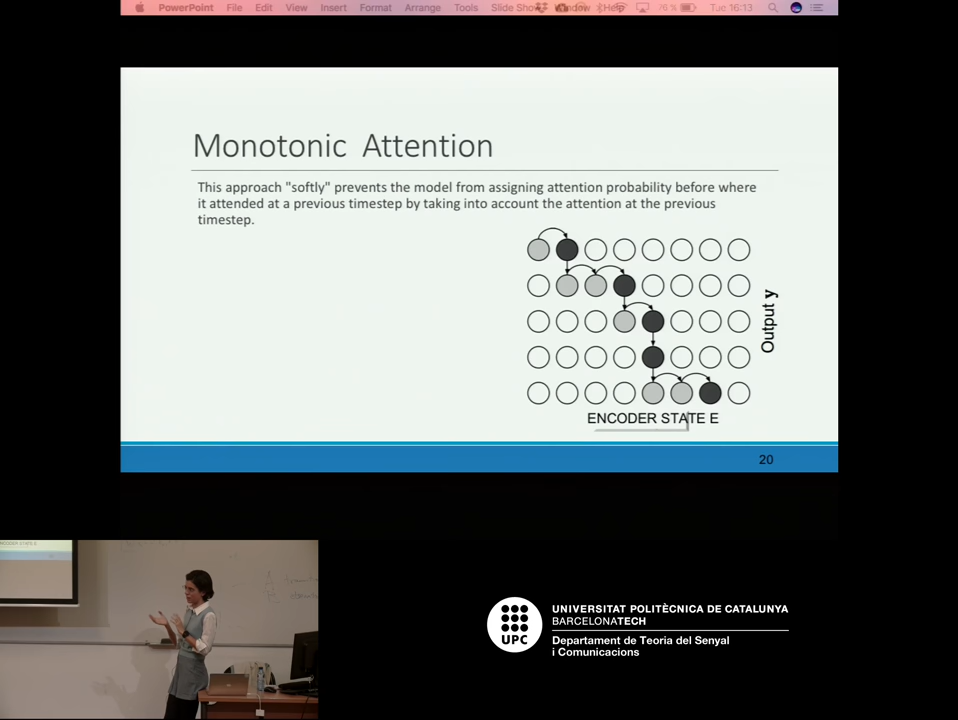 PowerPoint File Edit View Insert Format Arrange Tools Slide Show Window Help 76 % Tue 16:13
Monotonic Attention
This approach "softly" prevents the model from assigning attention probability before where
it attended at a previous timestep by taking into account the attention at the previous
timestep.
Output y
ENCODER STATE E
20
UPC
UNIVERSITAT POLITÈCNICA DE CATALUNYA
BARCELONATECH
Departament de Teoria del Senyal
i Comunicacions